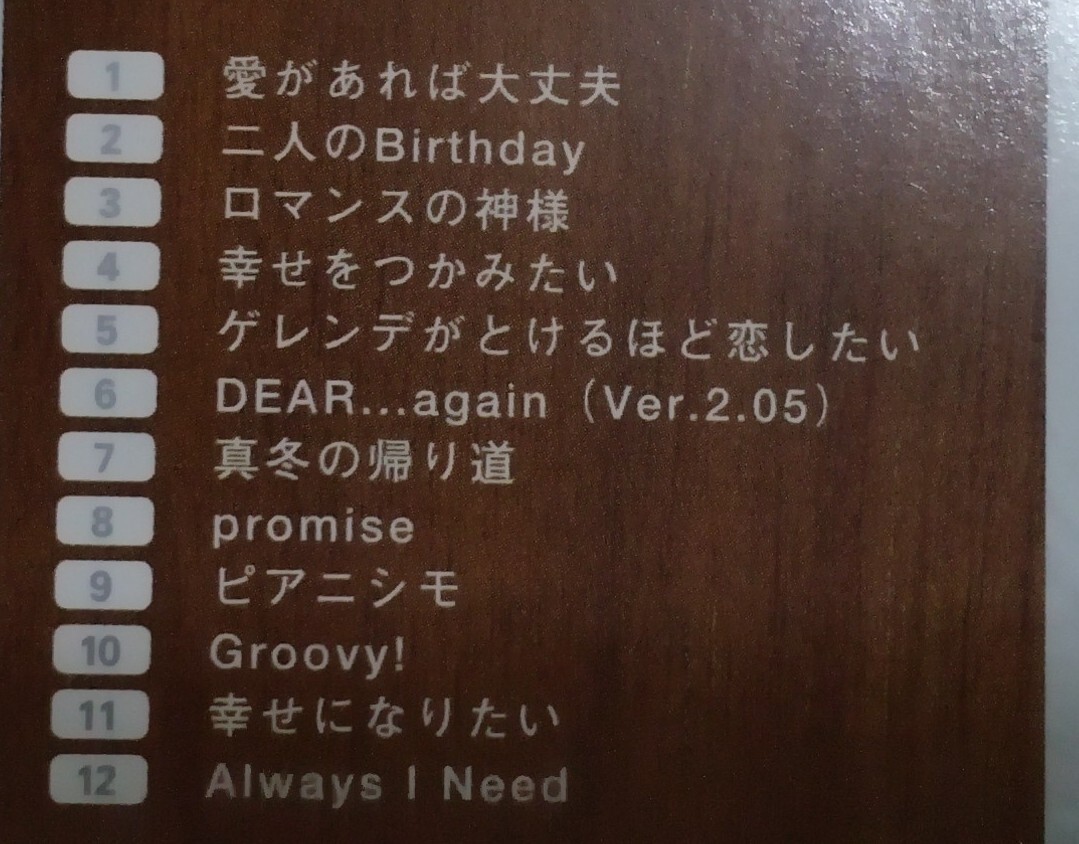 1 愛があれば大丈夫
2 二人のBirthday
3 ロマンスの神様
4 幸せをつかみたい
5 ゲレンデがとけるほど恋したい
6 DEAR...again（Ver.2.05）
7 真冬の帰り道
8 promise
9 ピアニシモ
10 Groovy!
11 幸せになりたい
12 Always I Need